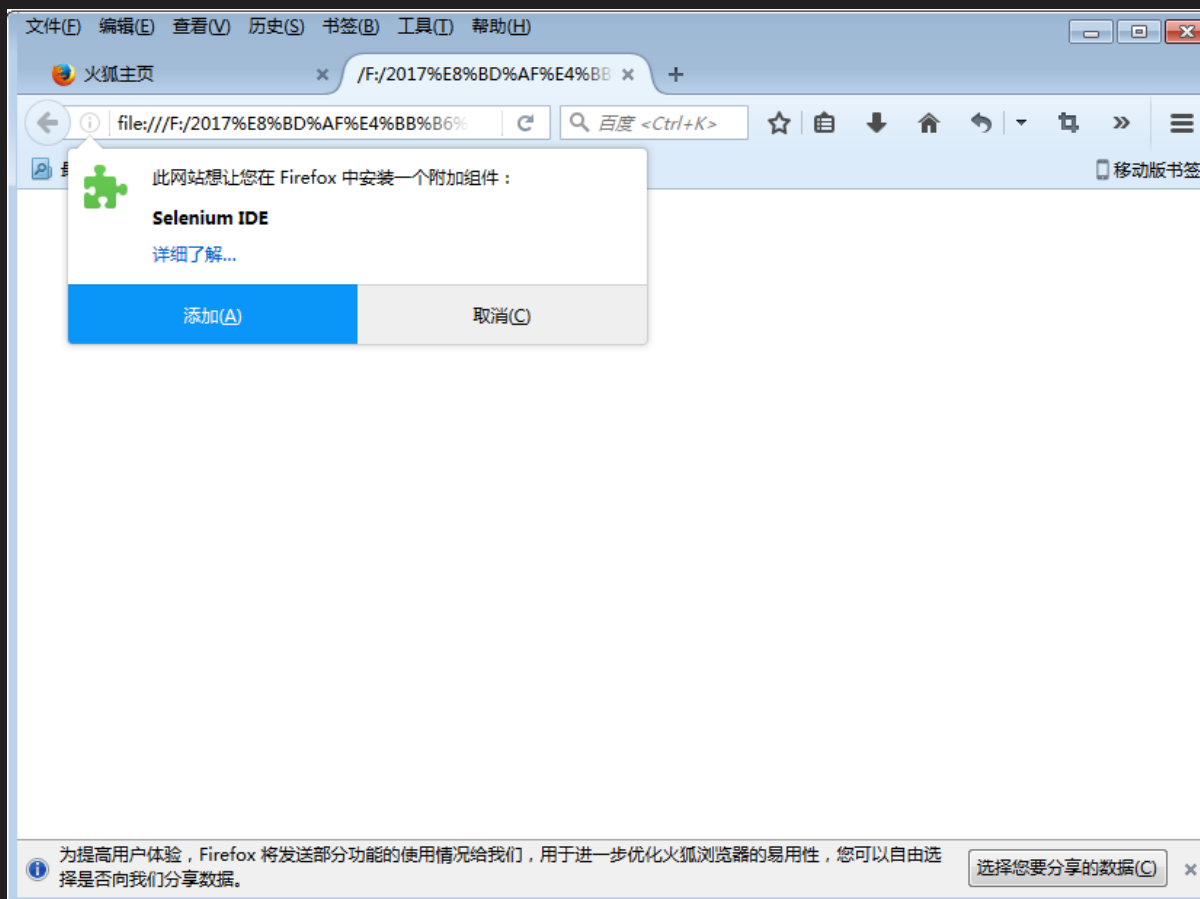 文件(F) 编辑(E) 查看(V) 历史(S) 书签(B) 工具(T) 帮助(H)
火狐主页 /F:/2017%E8%BD%AF%E4%BB
file:///F:/2017%E8%BD%AF%E4%BB%B6% 百度 <Ctrl+K>
移动版书签
此网站想让您在 Firefox 中安装一个附加组件：
Selenium IDE
详细了解...
添加(A) 取消(C)
为提高用户体验，Firefox 将发送部分功能的使用情况给我们，用于进一步优化火狐浏览器的易用性，您可以自由选
择是否向我们分享数据。
选择您要分享的数据(C)